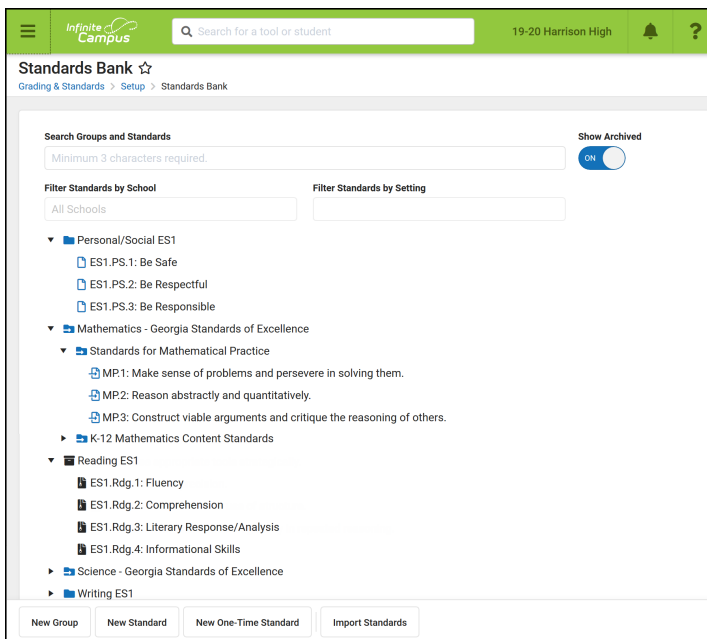 Infinite Campus
Search for a tool or student
19-20 Harrison High
?
Standards Bank
Grading & Standards > Setup > Standards Bank
Search Groups and Standards
Show Archived
Minimum 3 characters required.
ON
Filter Standards by School
Filter Standards by Setting
All Schools
Personal/Social ES1
ES1.PS.1: Be Safe
ES1.PS.2: Be Respectful
ES1.PS.3: Be Responsible
Mathematics - Georgia Standards of Excellence
Standards for Mathematical Practice
MP.1: Make sense of problems and persevere in solving them.
MP.2: Reason abstractly and quantitatively.
MP.3: Construct viable arguments and critique the reasoning of others.
K-12 Mathematics Content Standards
Reading ES1
ES1.Rdg.1: Fluency
ES1.Rdg.2: Comprehension
ES1.Rdg.3: Literary Response/Analysis
ES1.Rdg.4: Informational Skills
Science - Georgia Standards of Excellence
Writing ES1
New Group
New Standard
New One-Time Standard
Import Standards